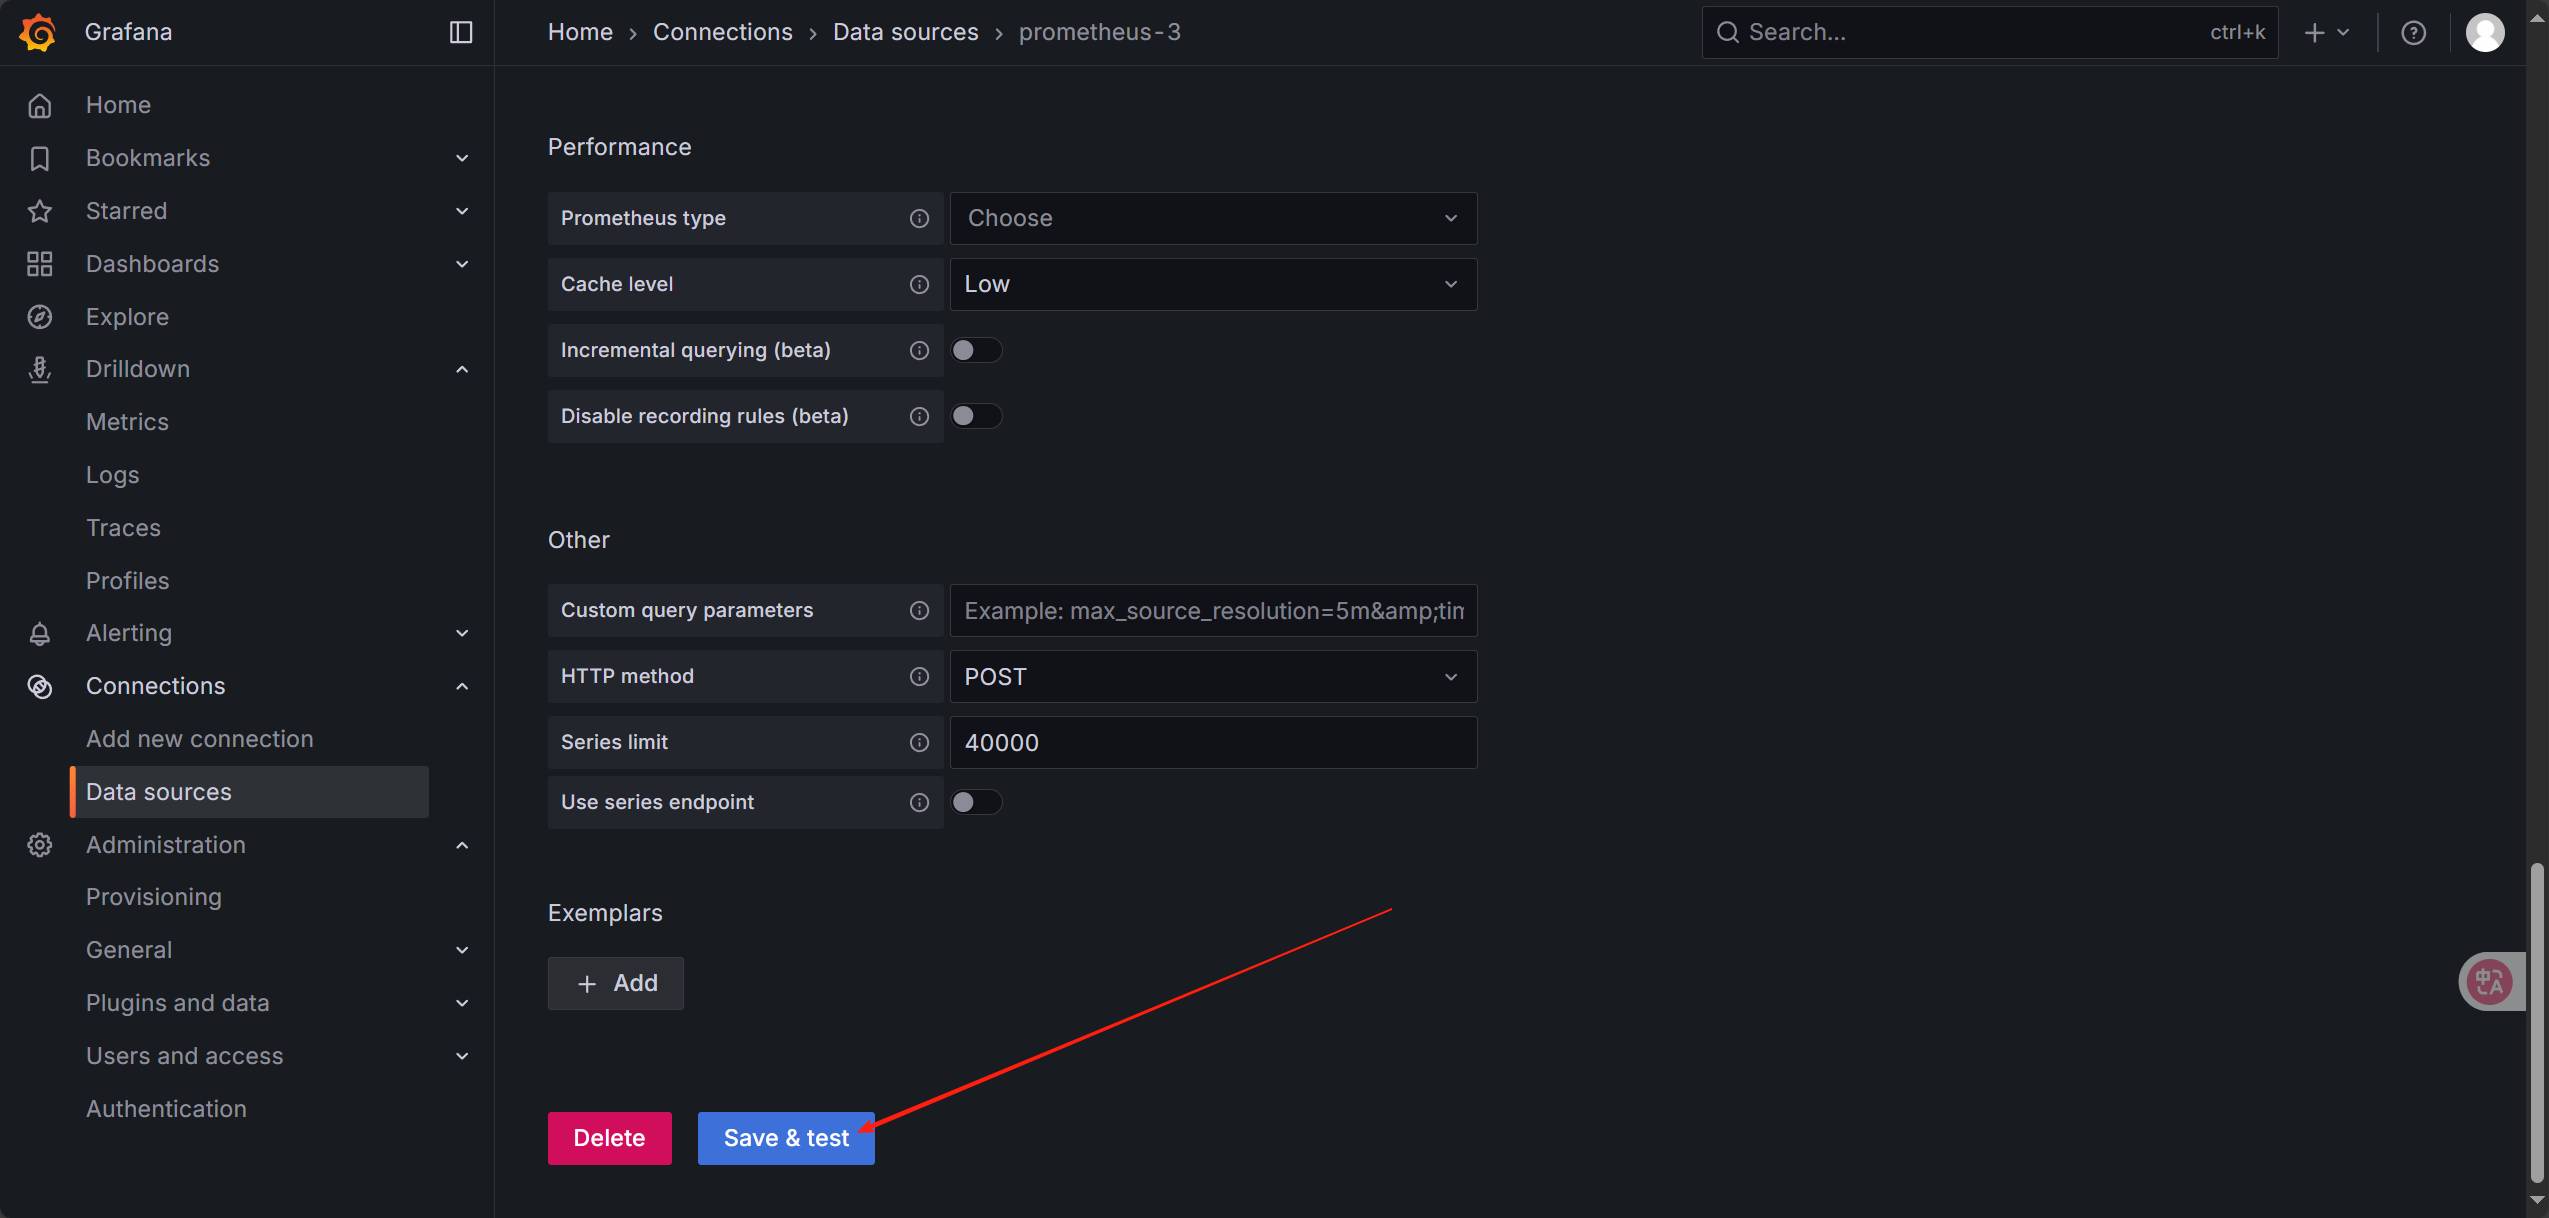 Grafana
Home › Connections › Data sources › prometheus-3
Search...
ctrl+k
Home
Bookmarks
Starred
Dashboards
Explore
Drilldown
Metrics
Logs
Traces
Profiles
Alerting
Connections
Add new connection
Data sources
Administration
Provisioning
General
Plugins and data
Users and access
Authentication
Performance
Prometheus type
Choose
Cache level
Low
Incremental querying (beta)
Disable recording rules (beta)
Other
Custom query parameters
Example: max_source_resolution=5m&amp;tim
HTTP method
POST
Series limit
40000
Use series endpoint
Exemplars
Add
Delete
Save & test
中 A